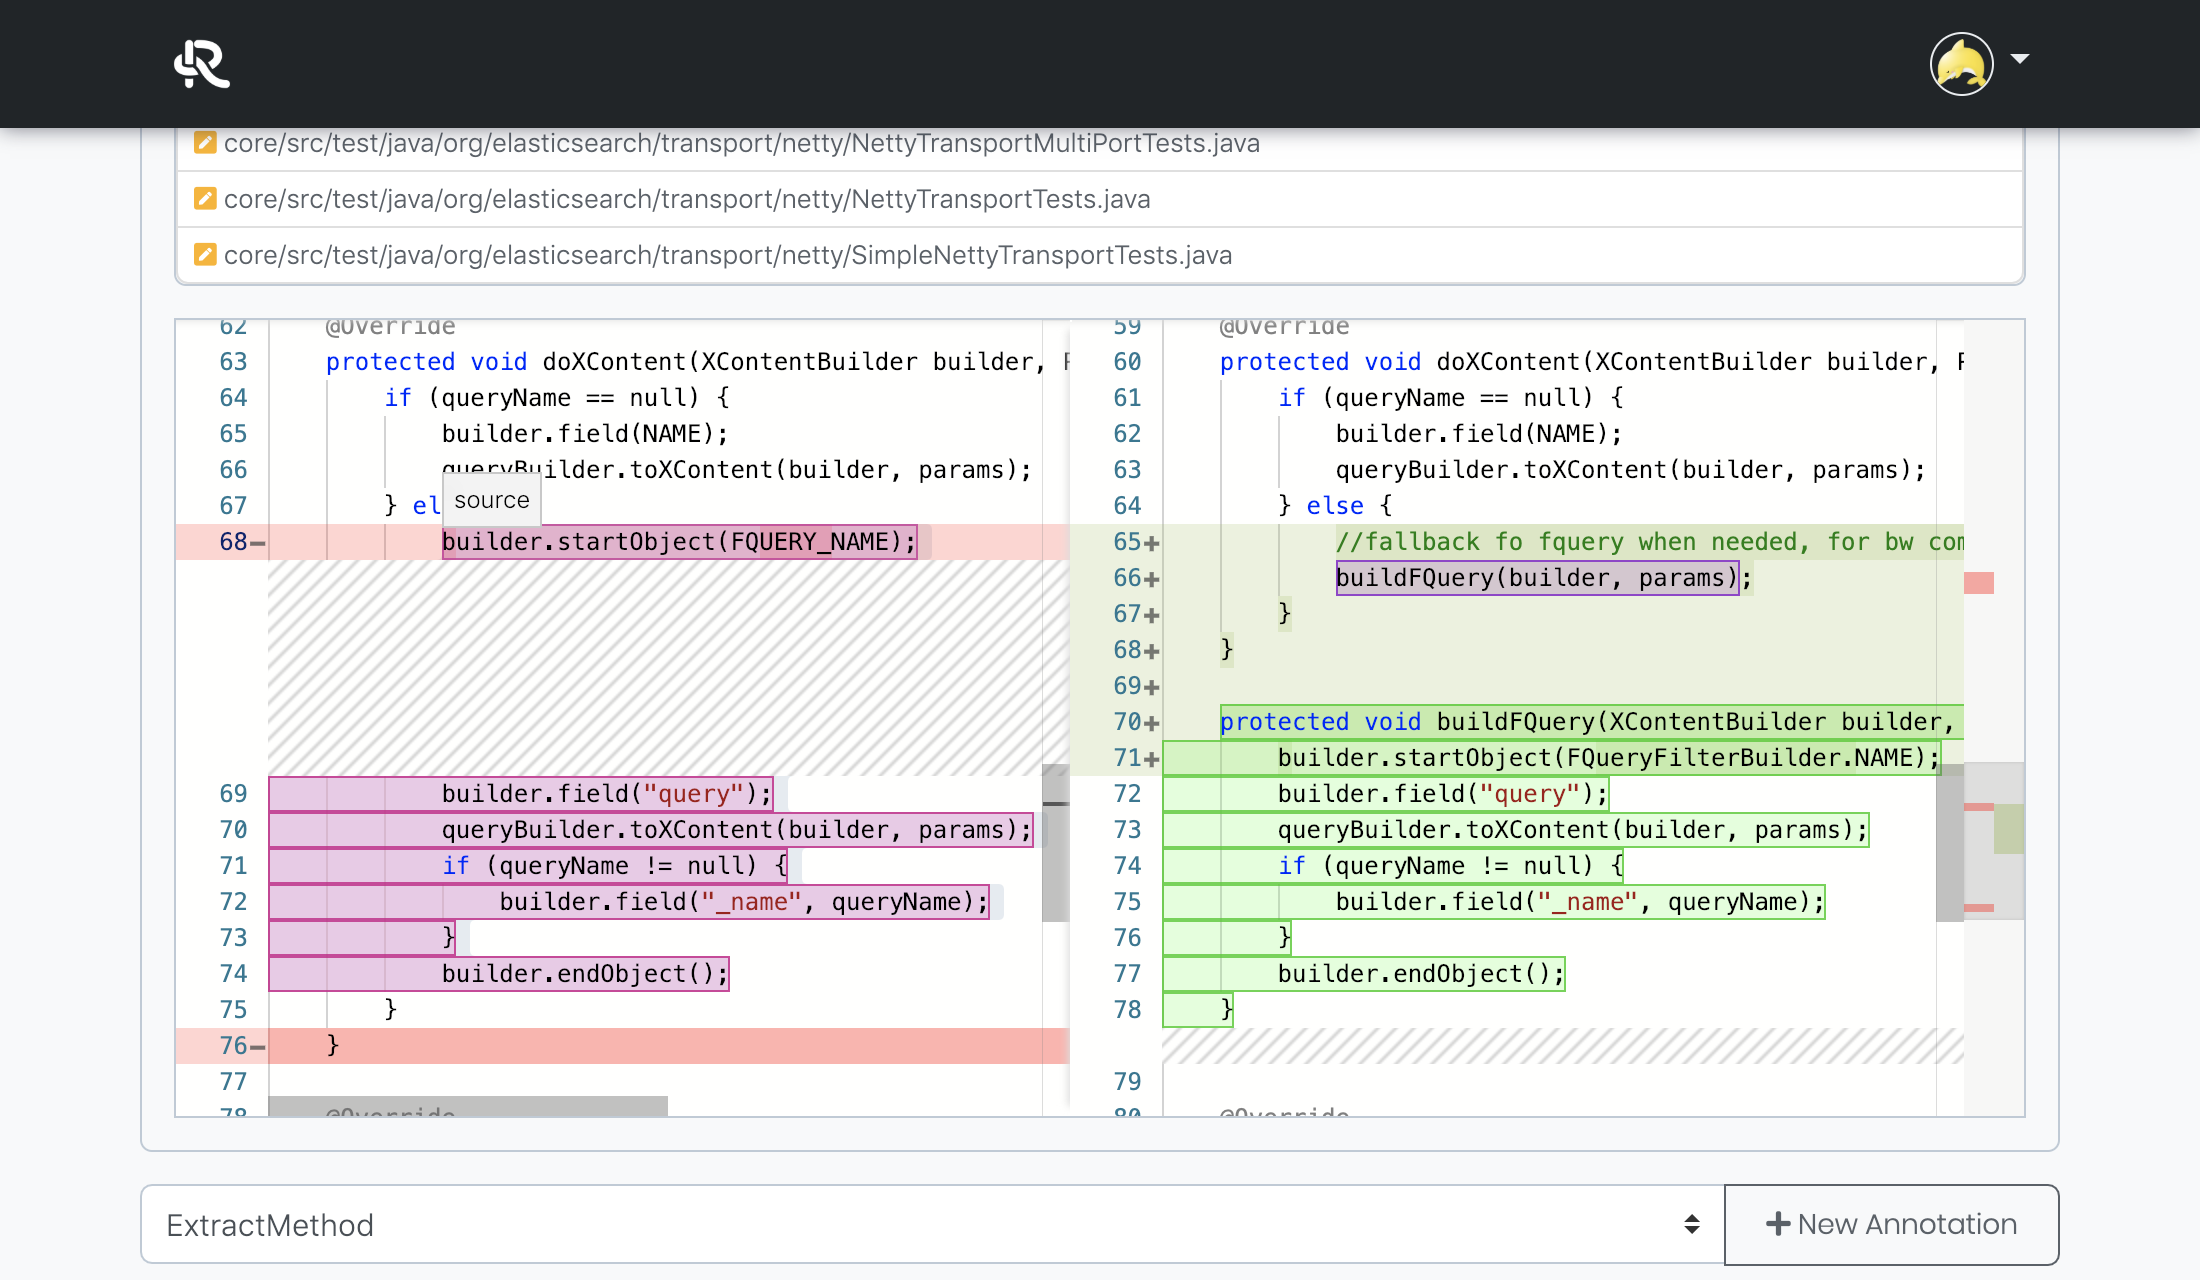 core/src/test/java/org/elasticsearch/transport/netty/NettyTransportMultiPortTests.java
core/src/test/java/org/elasticsearch/transport/netty/NettyTransportTests.java
core/src/test/java/org/elasticsearch/transport/netty/SimpleNettyTransportTests.java
62 @Override
63 protected void doXContent(XContentBuilder builder, P
64 if (queryName == null) {
65 builder.field(NAME);
66 queryBuilder.toXContent(builder, params);
67 } el
source
68- builder.startObject(FQUERY_NAME);
69 builder.field("query");
70 queryBuilder.toXContent(builder, params);
71 if (queryName != null) {
72 builder.field("_name", queryName);
73 }
74 builder.endObject();
75 }
76- }
77
78 @Override
59 @Override
60 protected void doXContent(XContentBuilder builder, P
61 if (queryName == null) {
62 builder.field(NAME);
63 queryBuilder.toXContent(builder, params);
64 } else {
65+ //fallback fo fquery when needed, for bw com
66+ buildFQuery(builder, params);
67+ }
68+ }
69+
70+ protected void buildFQuery(XContentBuilder builder,
71+ builder.startObject(FQueryFilterBuilder.NAME);
72 builder.field("query");
73 queryBuilder.toXContent(builder, params);
74 if (queryName != null) {
75 builder.field("_name", queryName);
76 }
77 builder.endObject();
78 }
79
80 @Override
ExtractMethod
+ New Annotation